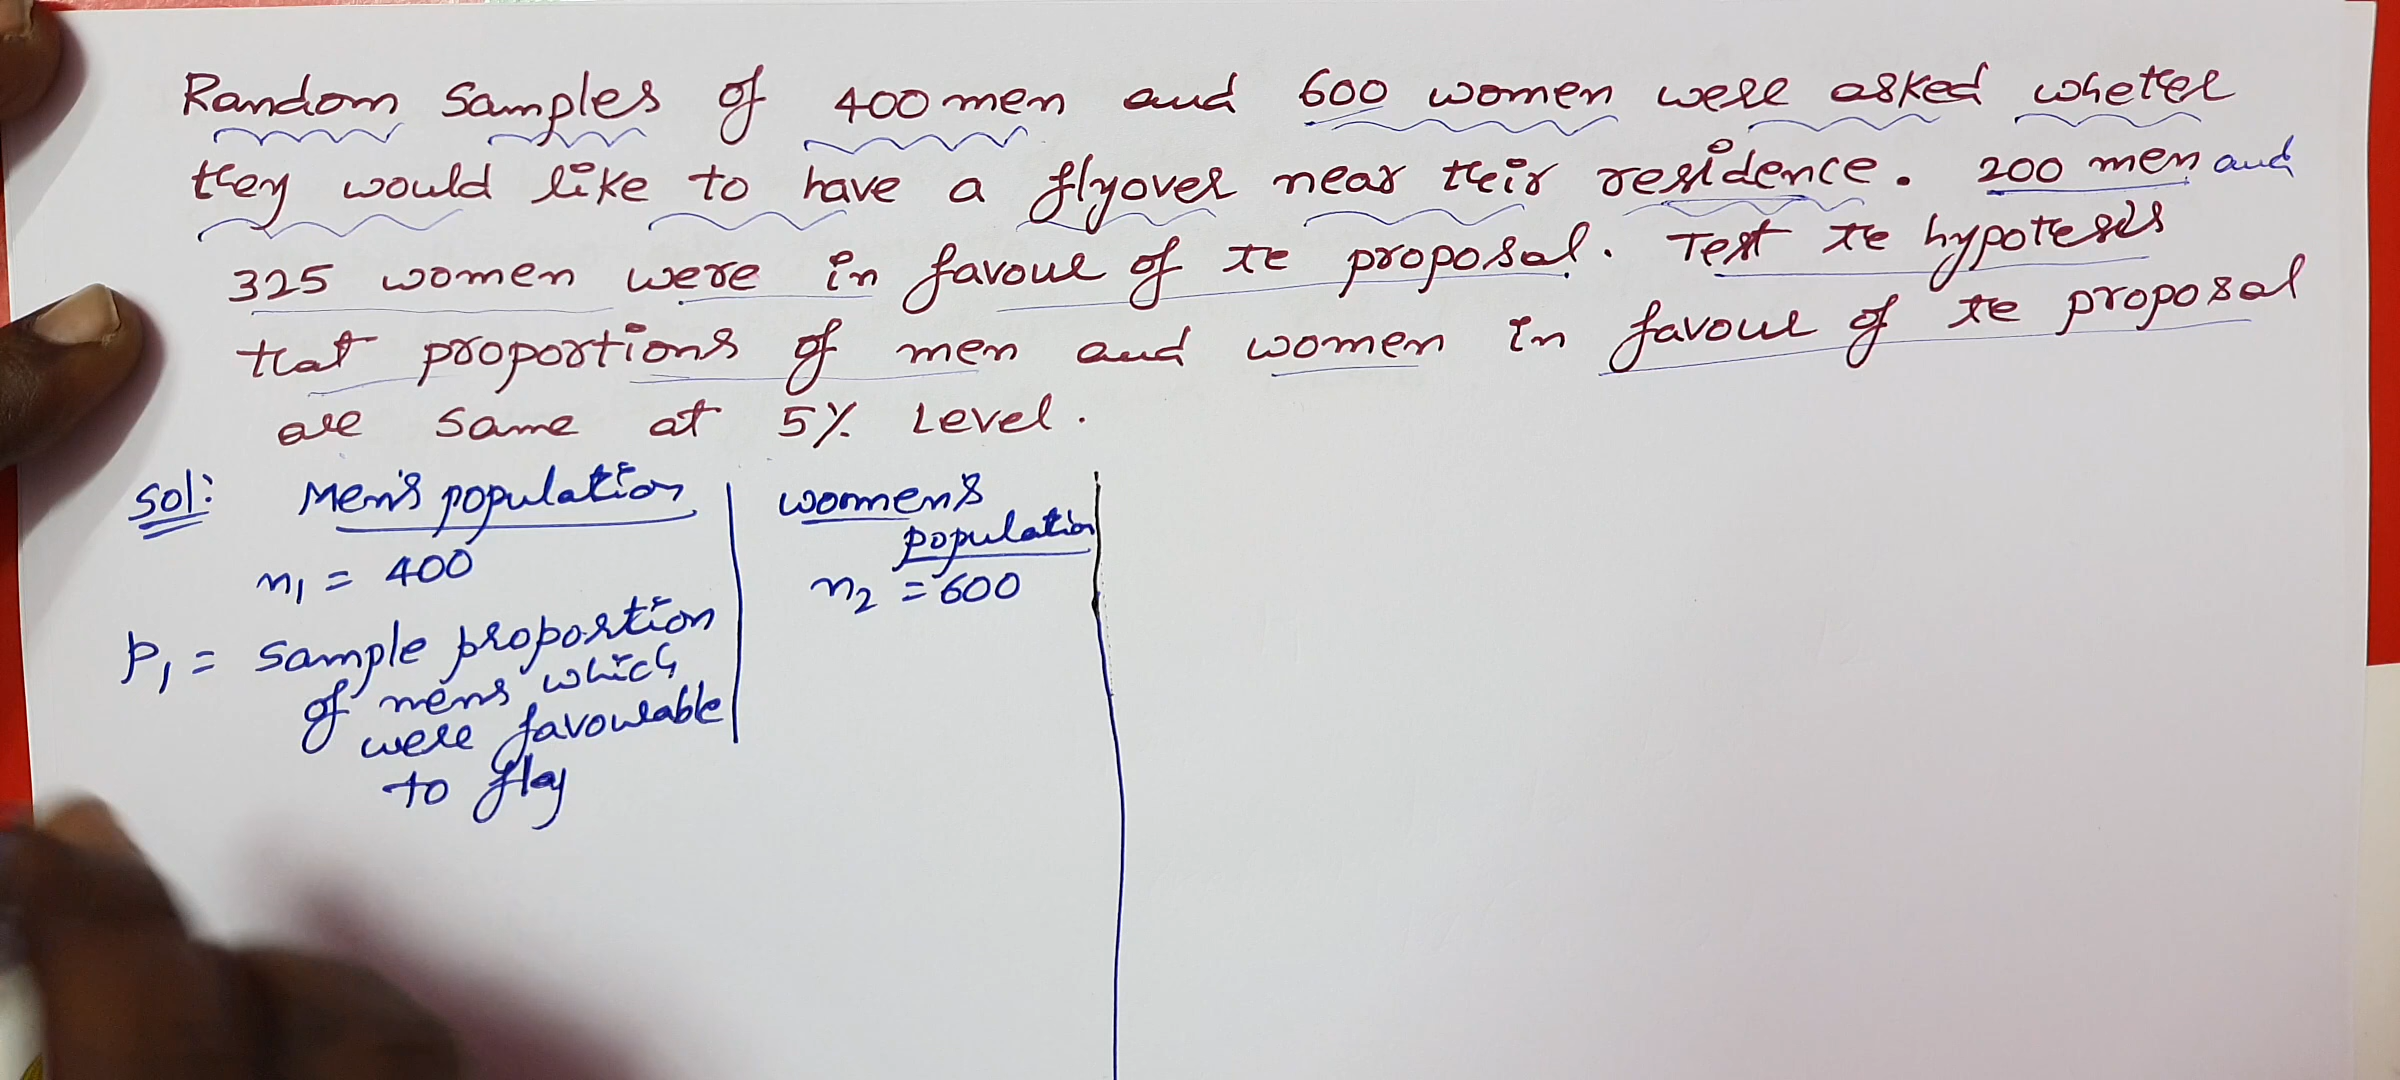 Random samples of 400 men and 600 women were asked whether
they would like to have a flyover near their residence. 200 men and
325 women were in favour of the proposal. Test the hypothesis
that proportions of men and women in favour of the proposal
are same at 5% Level.
Sol: Men's population
n1 = 400
p1 = sample proportion
of mens which
were favourable
to fly
womens
population
n2 = 600